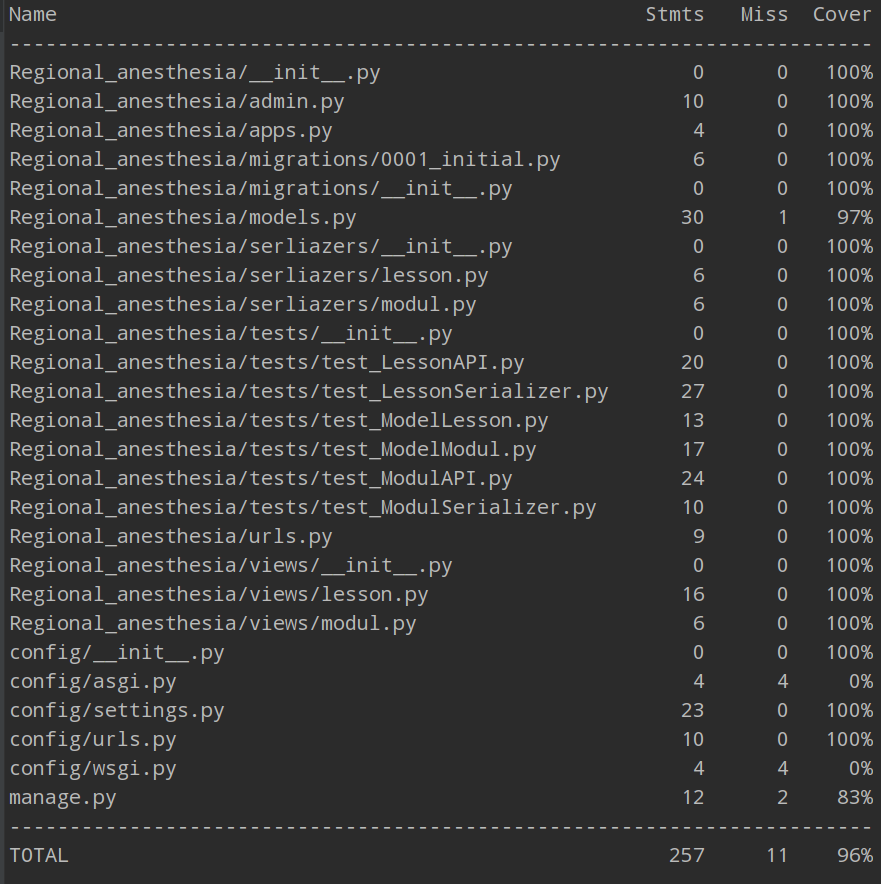 Name Stmts Miss Cover
-------------------------------------------------------------------------
Regional_anesthesia/__init__.py 0 0 100%
Regional_anesthesia/admin.py 10 0 100%
Regional_anesthesia/apps.py 4 0 100%
Regional_anesthesia/migrations/0001_initial.py 6 0 100%
Regional_anesthesia/migrations/__init__.py 0 0 100%
Regional_anesthesia/models.py 30 1 97%
Regional_anesthesia/serliazers/__init__.py 0 0 100%
Regional_anesthesia/serliazers/lesson.py 6 0 100%
Regional_anesthesia/serliazers/modul.py 6 0 100%
Regional_anesthesia/tests/__init__.py 0 0 100%
Regional_anesthesia/tests/test_LessonAPI.py 20 0 100%
Regional_anesthesia/tests/test_LessonSerializer.py 27 0 100%
Regional_anesthesia/tests/test_ModelLesson.py 13 0 100%
Regional_anesthesia/tests/test_ModelModul.py 17 0 100%
Regional_anesthesia/tests/test_ModulAPI.py 24 0 100%
Regional_anesthesia/tests/test_ModulSerializer.py 10 0 100%
Regional_anesthesia/urls.py 9 0 100%
Regional_anesthesia/views/__init__.py 0 0 100%
Regional_anesthesia/views/lesson.py 16 0 100%
Regional_anesthesia/views/modul.py 6 0 100%
config/__init__.py 0 0 100%
config/asgi.py 4 4 0%
config/settings.py 23 0 100%
config/urls.py 10 0 100%
config/wsgi.py 4 4 0%
manage.py 12 2 83%
-------------------------------------------------------------------------
TOTAL 257 11 96%